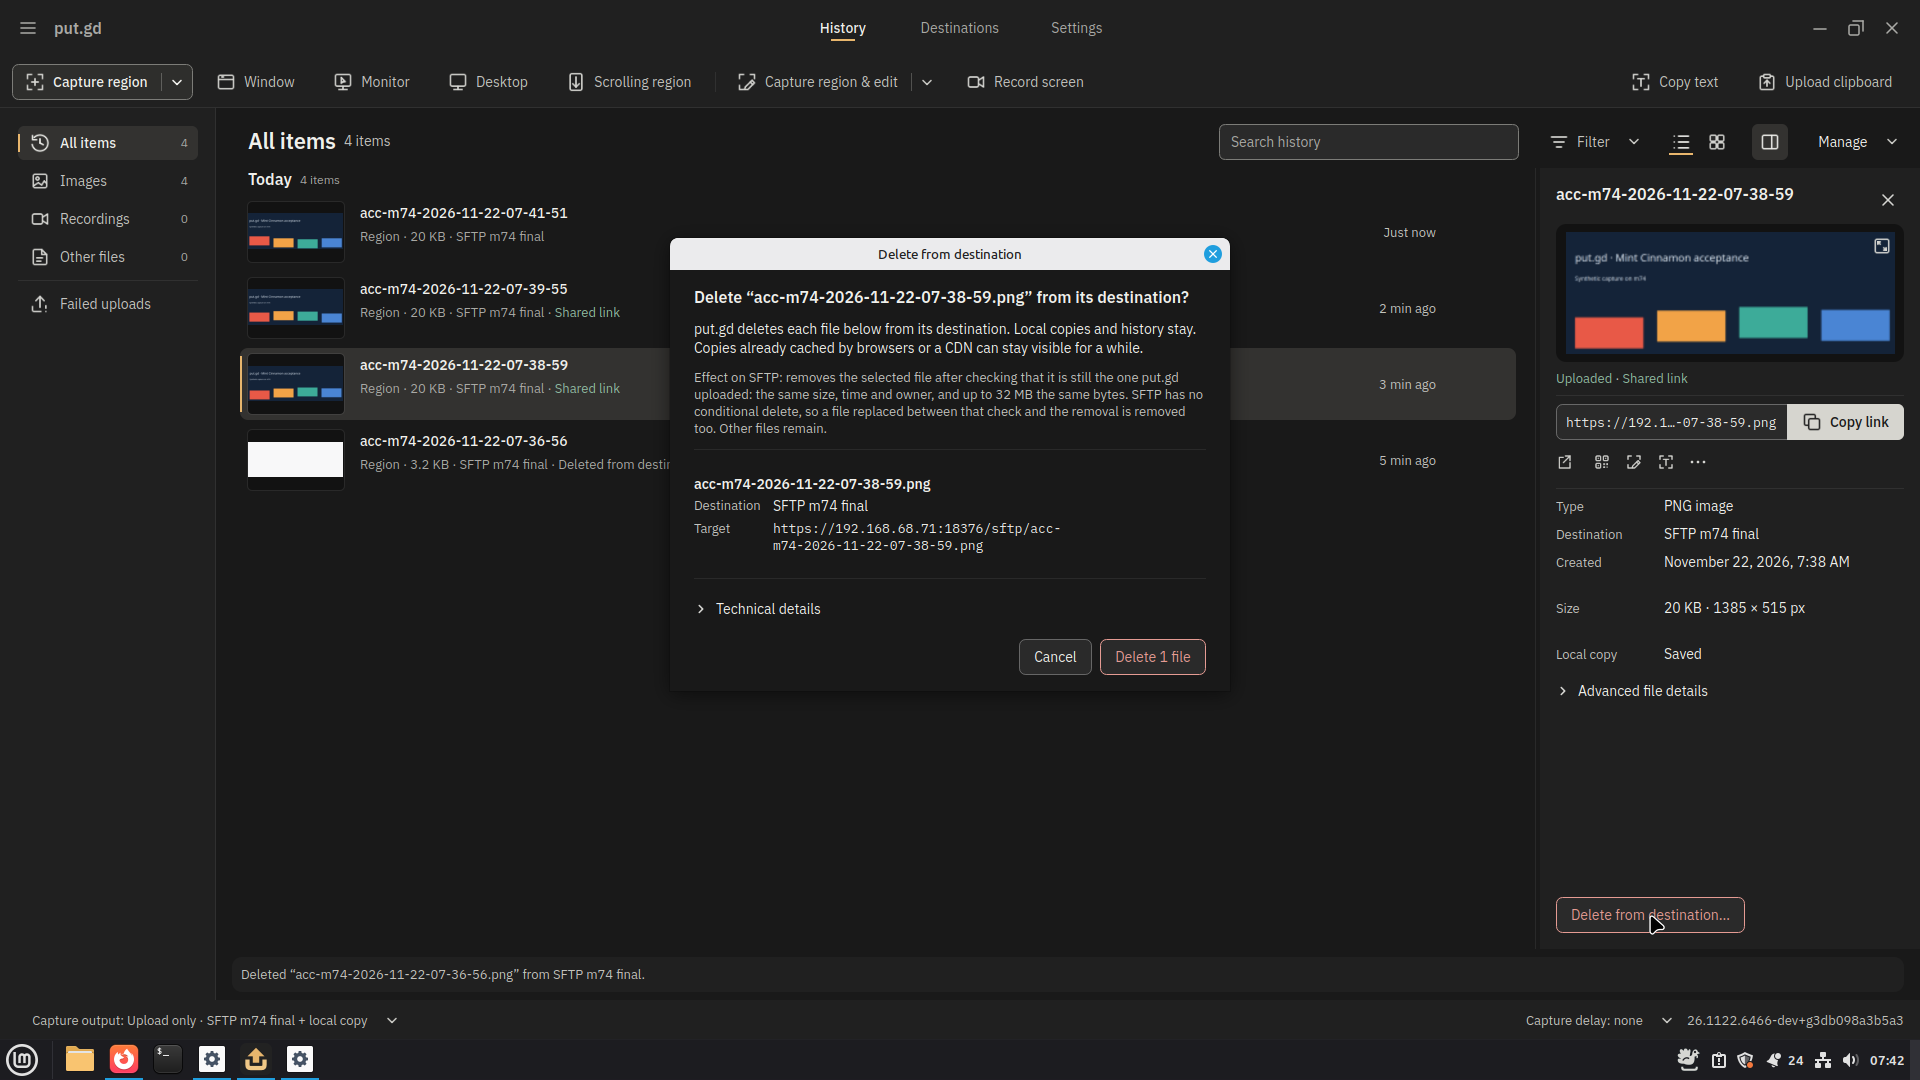 put.gd
History
Destinations
Settings
Capture region
Window
Monitor
Desktop
Scrolling region
Capture region & edit
Record screen
Copy text
Upload clipboard
All items 4
Images 4
Recordings 0
Other files 0
Failed uploads
All items 4 items
Search history
Filter
Manage
Today 4 items
acc-m74-2026-11-22-07-41-51
Region · 20 KB · SFTP m74 final
Just now
acc-m74-2026-11-22-07-39-55
Region · 20 KB · SFTP m74 final · Shared link
2 min ago
acc-m74-2026-11-22-07-38-59
Region · 20 KB · SFTP m74 final · Shared link
3 min ago
acc-m74-2026-11-22-07-36-56
Region · 3.2 KB · SFTP m74 final · Deleted from destin
5 min ago
Delete from destination
Delete “acc-m74-2026-11-22-07-38-59.png” from its destination?
put.gd deletes each file below from its destination. Local copies and history stay.
Copies already cached by browsers or a CDN can stay visible for a while.
Effect on SFTP: removes the selected file after checking that it is still the one put.gd
uploaded: the same size, time and owner, and up to 32 MB the same bytes. SFTP has no
conditional delete, so a file replaced between that check and the removal is removed
too. Other files remain.
acc-m74-2026-11-22-07-38-59.png
Destination SFTP m74 final
Target https://192.168.68.71:18376/sftp/acc-
m74-2026-11-22-07-38-59.png
Technical details
Cancel
Delete 1 file
acc-m74-2026-11-22-07-38-59
put.gd · Mint Cinnamon acceptance
Synthetic capture on m74
Uploaded · Shared link
https://192.1…-07-38-59.png
Copy link
Type PNG image
Destination SFTP m74 final
Created November 22, 2026, 7:38 AM
Size 20 KB · 1385 × 515 px
Local copy Saved
Advanced file details
Delete from destination...
Deleted “acc-m74-2026-11-22-07-36-56.png” from SFTP m74 final.
Capture output: Upload only · SFTP m74 final + local copy
Capture delay: none
26.1122.6466-dev+g3db098a3b5a3
24
07:42